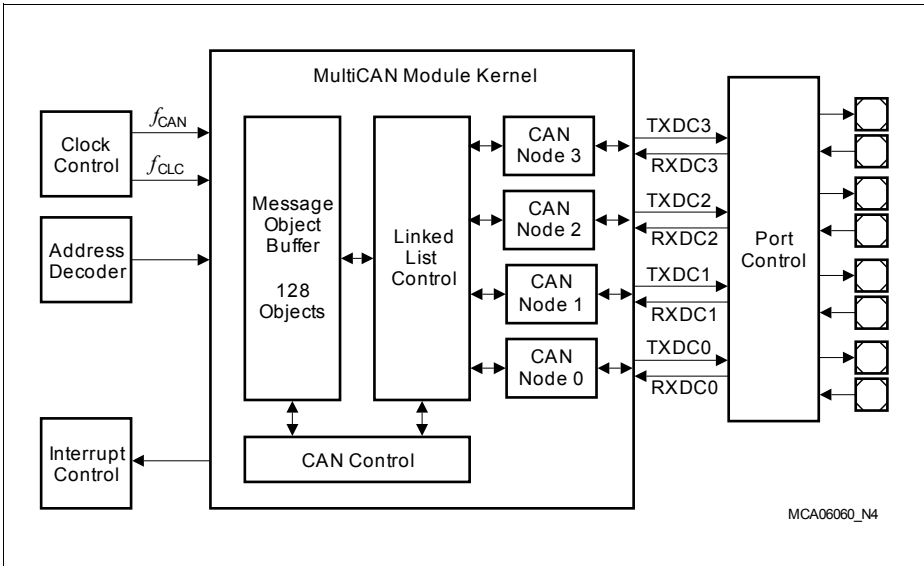 MultiCAN Module Kernel
Clock
Control
fCAN
fCLC
Address
Decoder
Interrupt
Control
Message
Object
Buffer
128
Objects
Linked
List
Control
CAN Control
CAN
Node 3
CAN
Node 2
CAN
Node 1
CAN
Node 0
TXDC3
RXDC3
TXDC2
RXDC2
TXDC1
RXDC1
TXDC0
RXDC0
Port
Control
MCA06060_N4